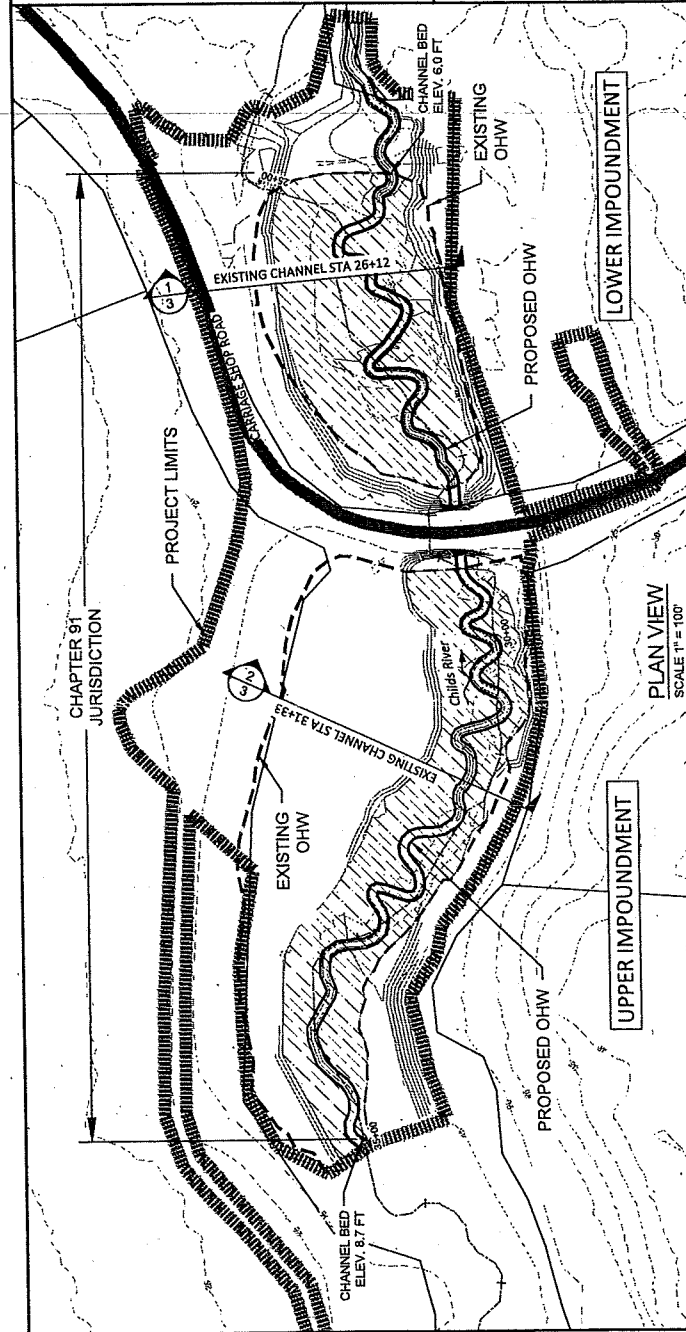 CHAPTER 91
JURISDICTION
PROJECT LIMITS
CARRIAGE SHOP ROAD
1
3
EXISTING CHANNEL STA 26+12
CHANNEL BED
ELEV. 6.0 FT
EXISTING
OHW
PROPOSED OHW
LOWER IMPOUNDMENT
2
3
EXISTING CHANNEL STA 31+33
EXISTING
OHW
Childs River
30+00
CHANNEL BED
ELEV. 8.7 FT
PROPOSED OHW
UPPER IMPOUNDMENT
PLAN VIEW
SCALE 1" = 100'